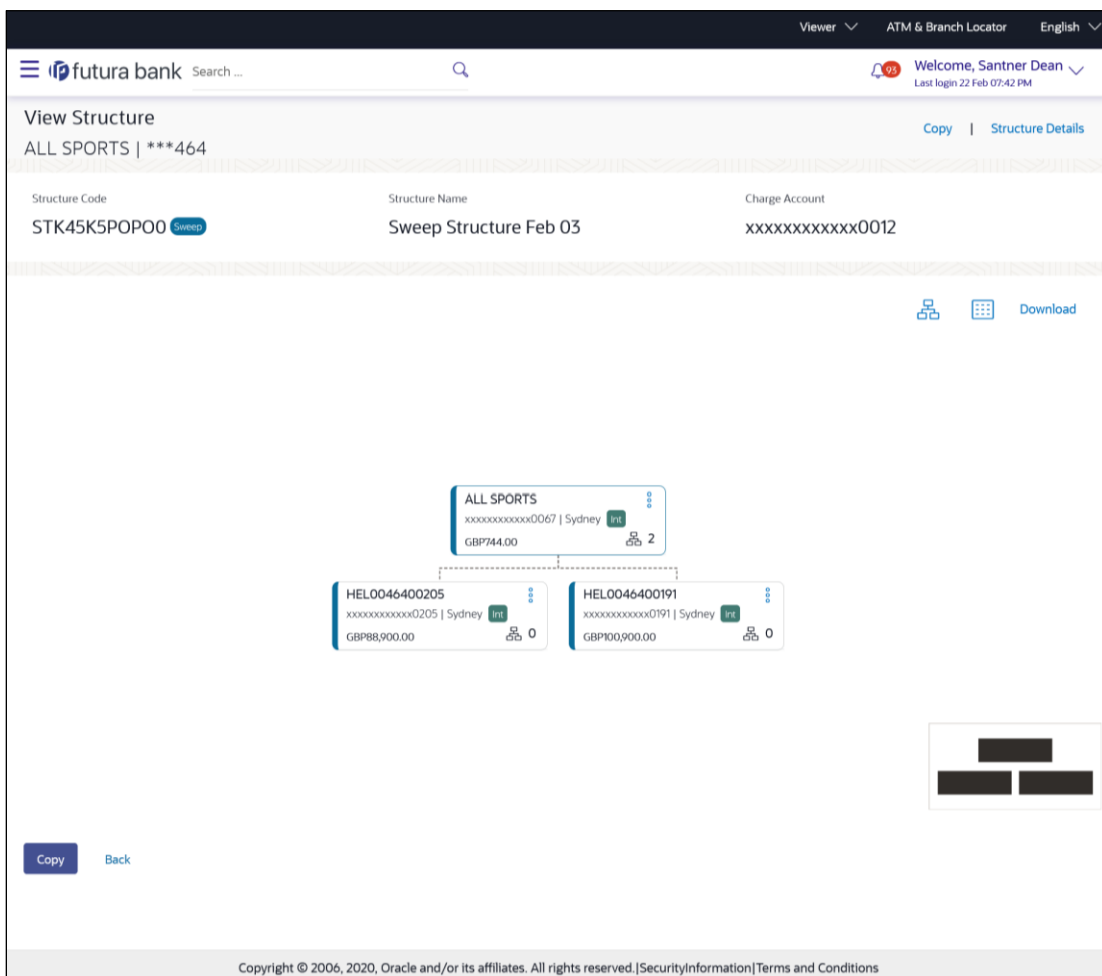 Viewer ATM & Branch Locator English
futura bank Search ... 93 Welcome, Santner Dean
Last login 22 Feb 07:42 PM
View Structure
ALL SPORTS | ***464
Copy | Structure Details
Structure Code Structure Name Charge Account
STK45K5POPO0 Sweep Sweep Structure Feb 03 xxxxxxxxxxxx0012
Download
ALL SPORTS
xxxxxxxxxxxx0067 | Sydney Int
GBP744.00 2
HEL0046400205
xxxxxxxxxxxx0205 | Sydney Int
GBP88,900.00 0
HEL0046400191
xxxxxxxxxxxx0191 | Sydney Int
GBP100,900.00 0
Copy Back
Copyright © 2006, 2020, Oracle and/or its affiliates. All rights reserved.|SecurityInformation|Terms and Conditions